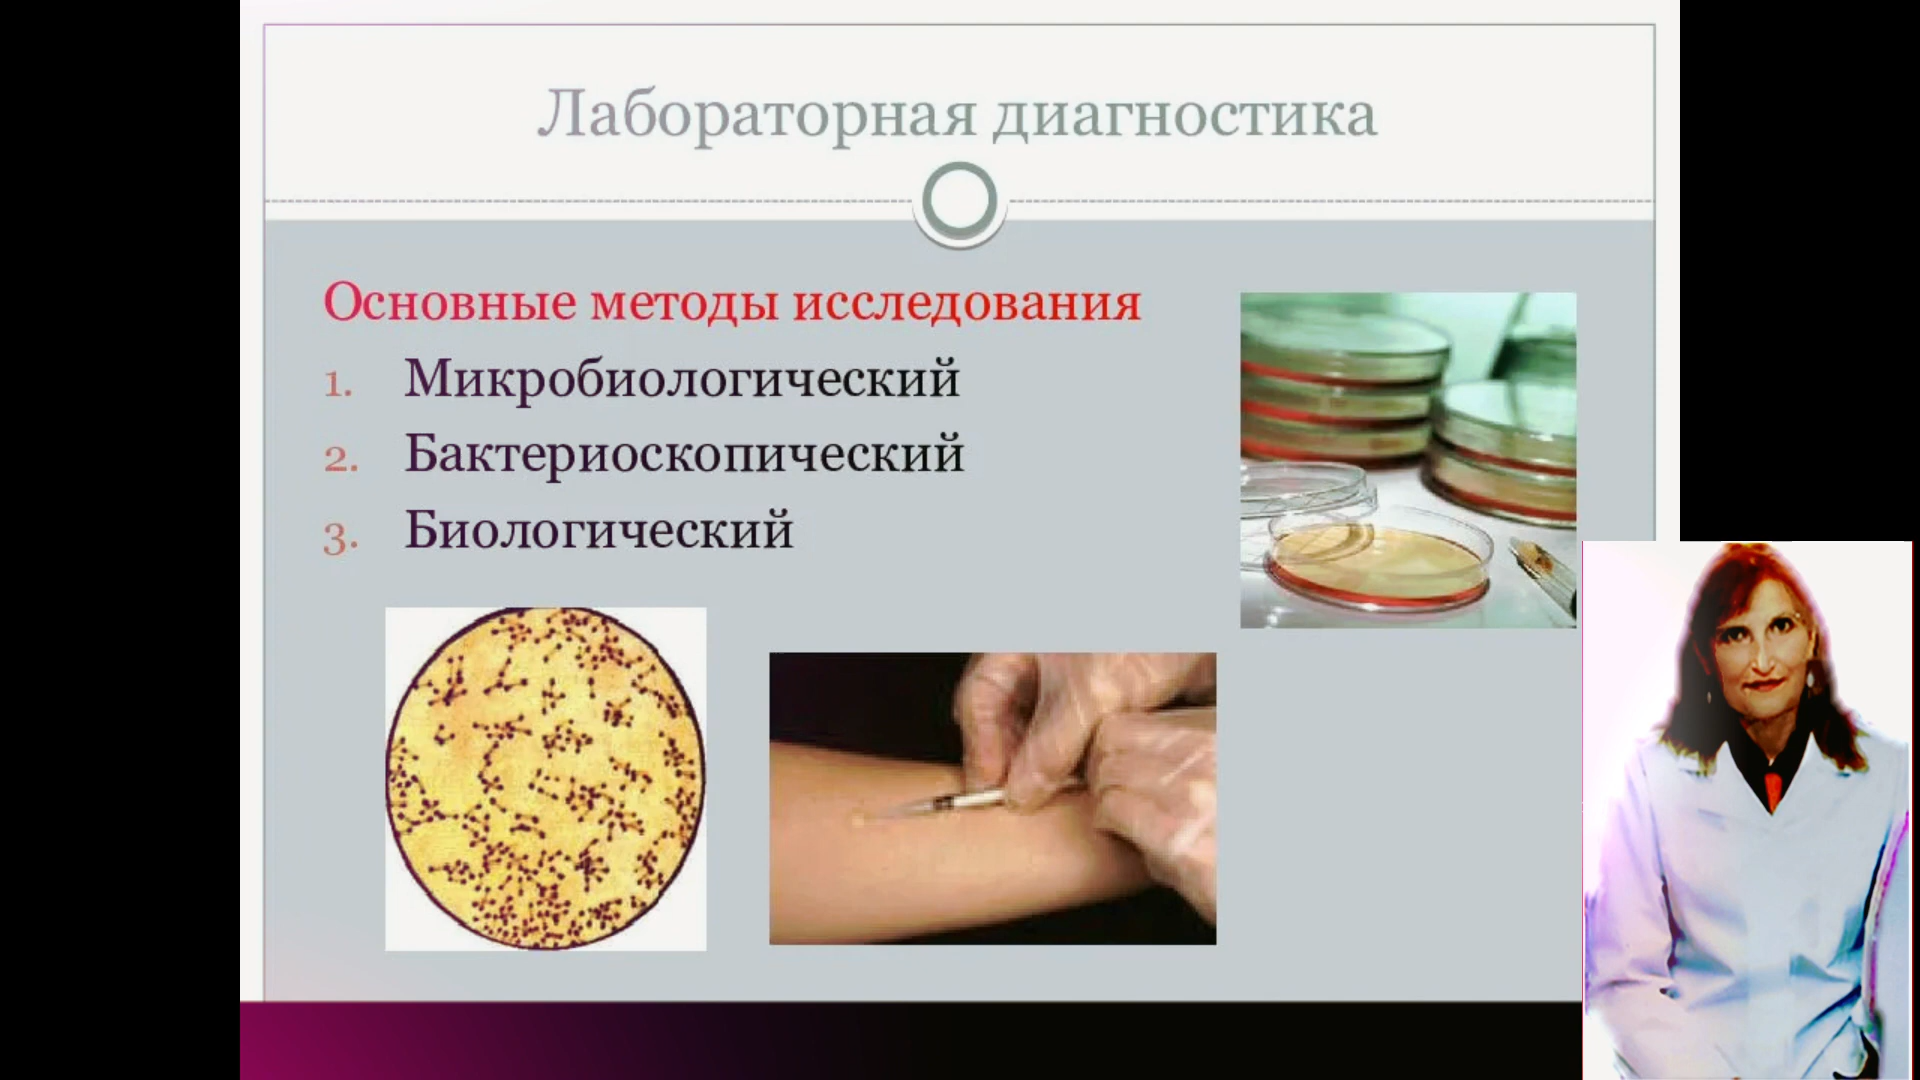 Лабораторная диагностика
Основные методы исследования
1. Микробиологический
2. Бактериоскопический
3. Биологический